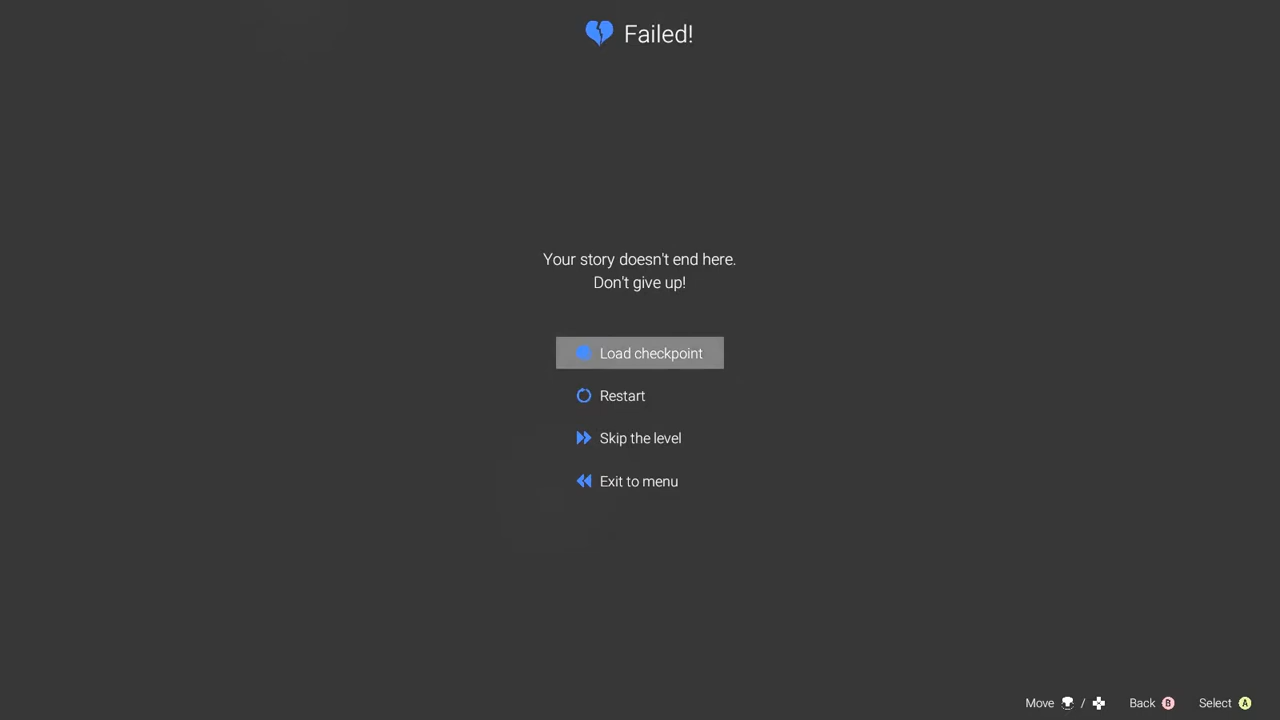 Failed!
Your story doesn't end here.
Don't give up!
Load checkpoint
Restart
Skip the level
Exit to menu
Move / Back B Select A